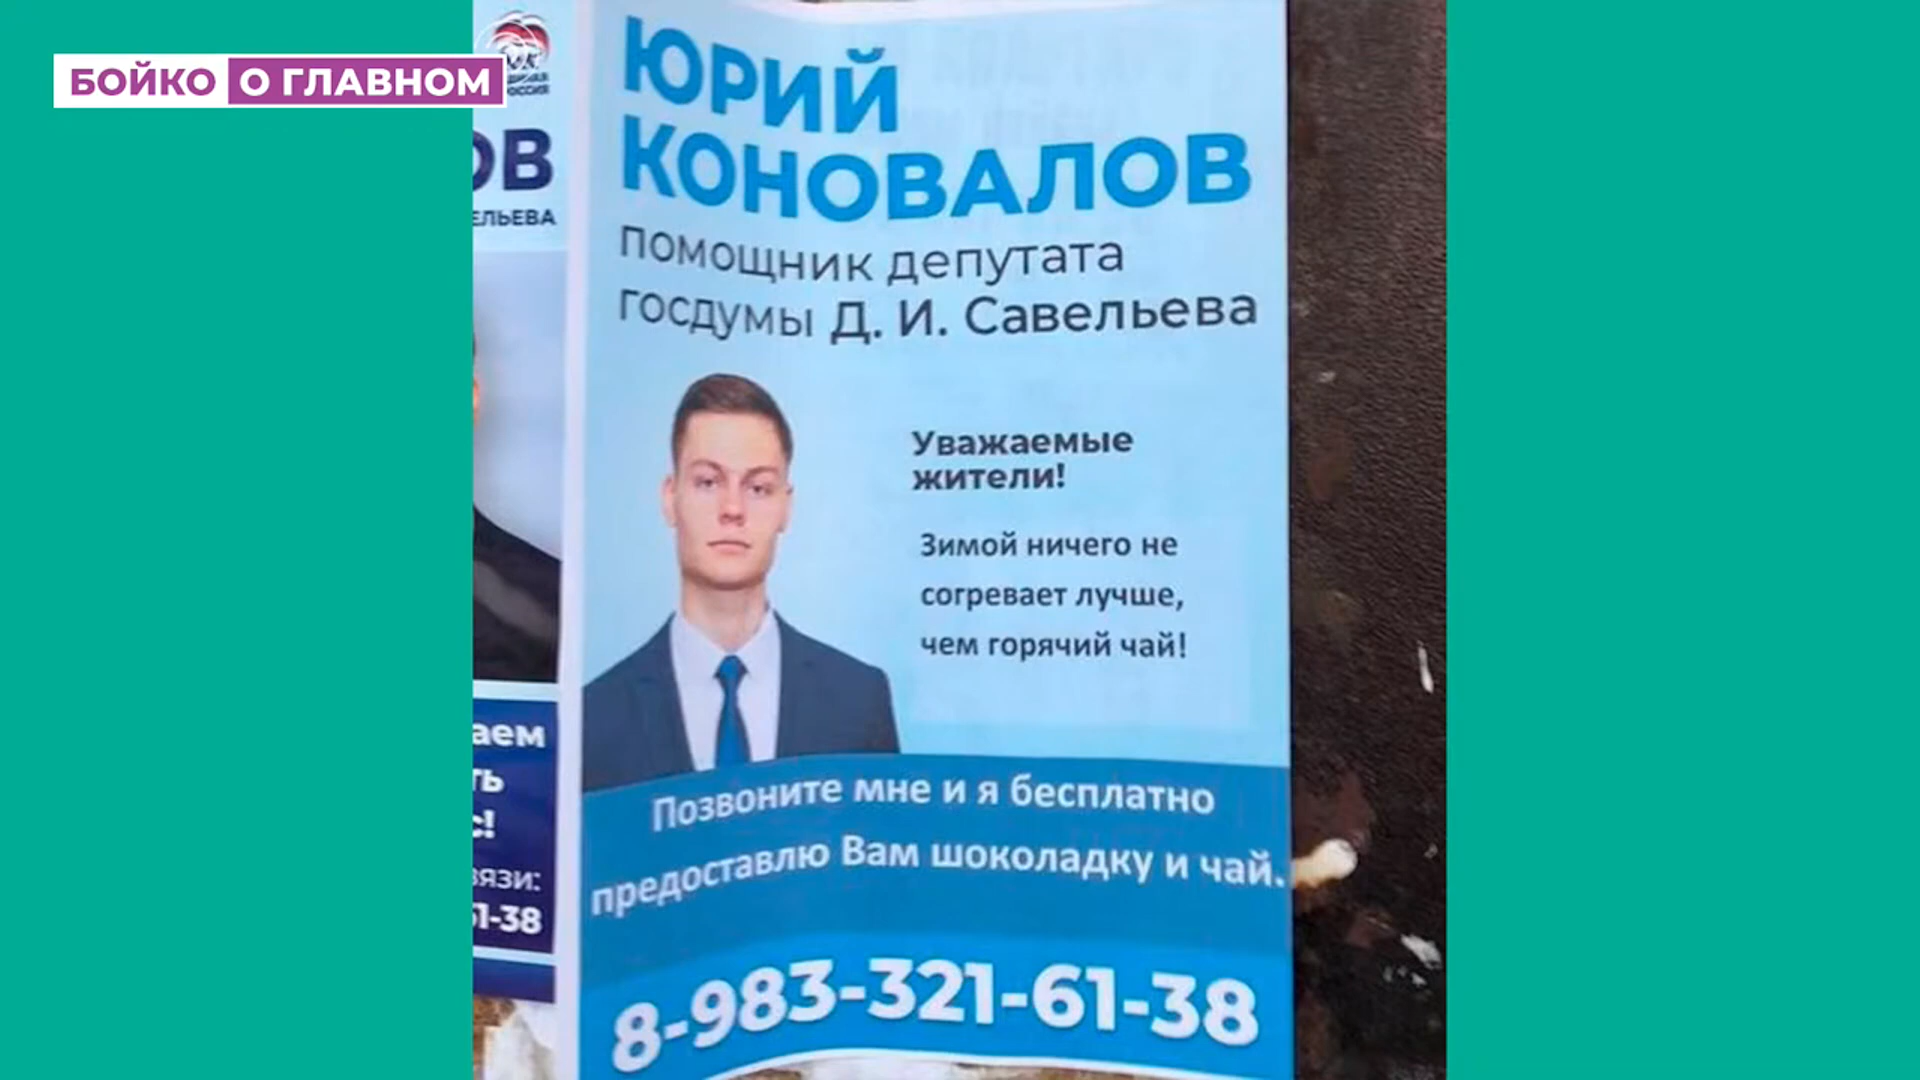 БОЙКО О ГЛАВНОМ
РОССИЯ
ОВ
ЕЛЬЕВА
аем
ть
с!
вязи:
61-38
ЮРИЙ
КОНОВАЛОВ
помощник депутата
госдумы Д. И. Савельева
Уважаемые
жители!
Зимой ничего не
согревает лучше,
чем горячий чай!
Позвоните мне и я бесплатно
предоставлю Вам шоколадку и чай.
8-983-321-61-38